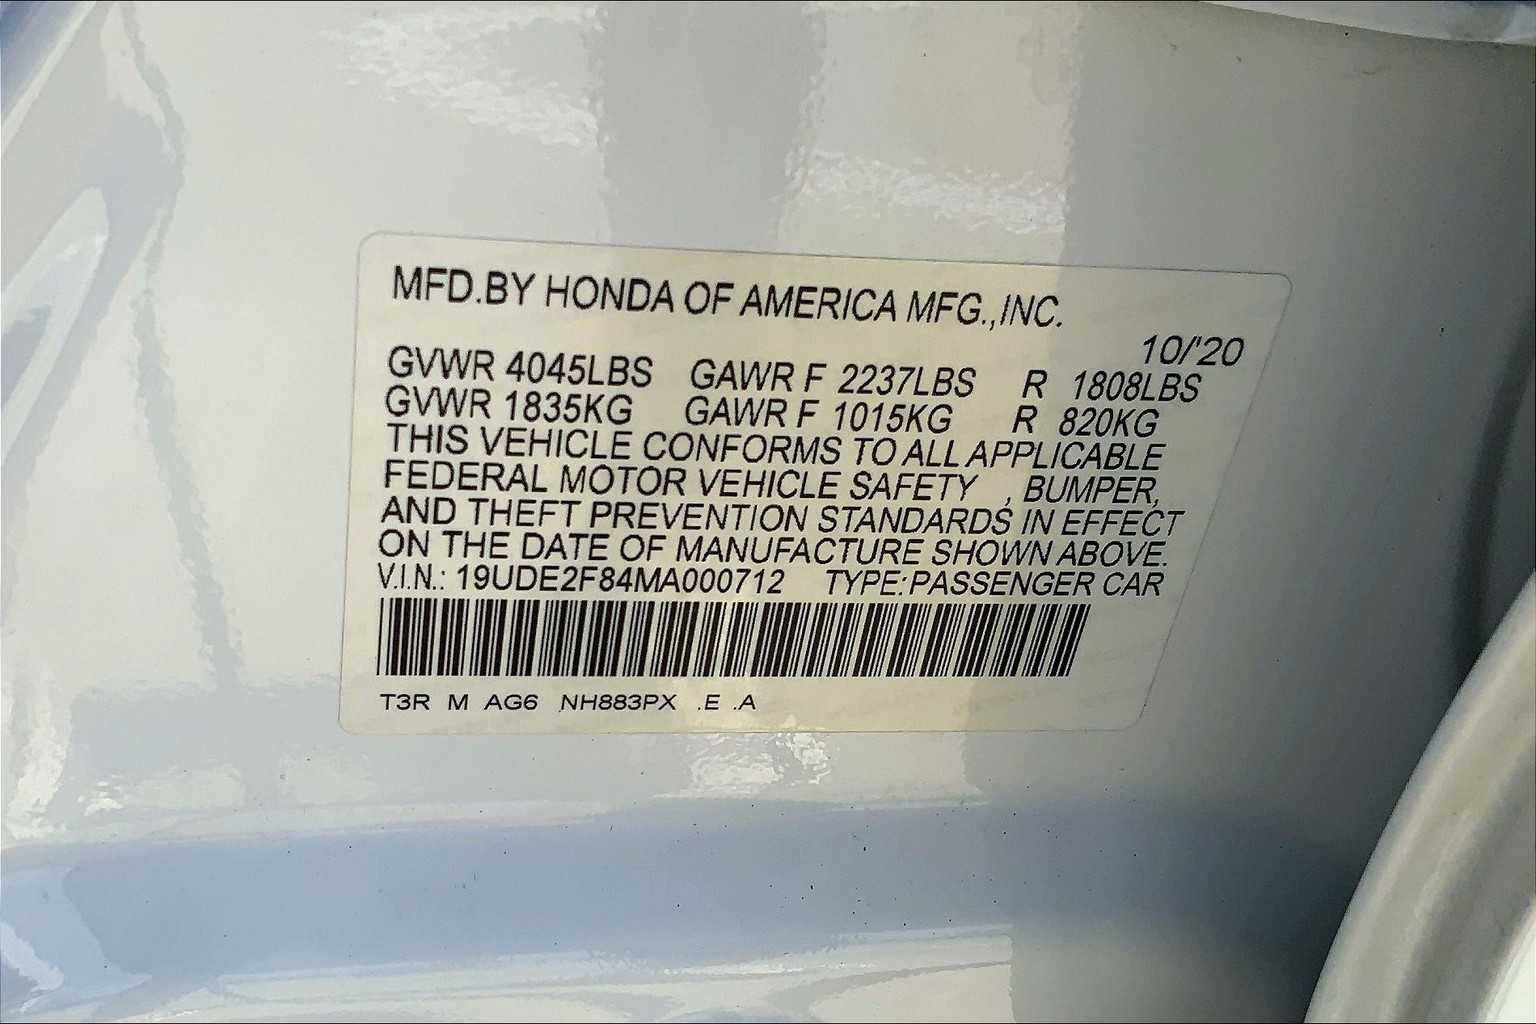 MFD.BY HONDA OF AMERICA MFG.,INC.
10/'20
GVWR 4045LBS GAWR F 2237LBS R 1808LBS
GVWR 1835KG GAWR F 1015KG R 820KG
THIS VEHICLE CONFORMS TO ALL APPLICABLE
FEDERAL MOTOR VEHICLE SAFETY , BUMPER,
AND THEFT PREVENTION STANDARDS IN EFFECT
ON THE DATE OF MANUFACTURE SHOWN ABOVE.
V.I.N.: 19UDE2F84MA000712 TYPE:PASSENGER CAR
T3R M AG6 NH883PX .E .A